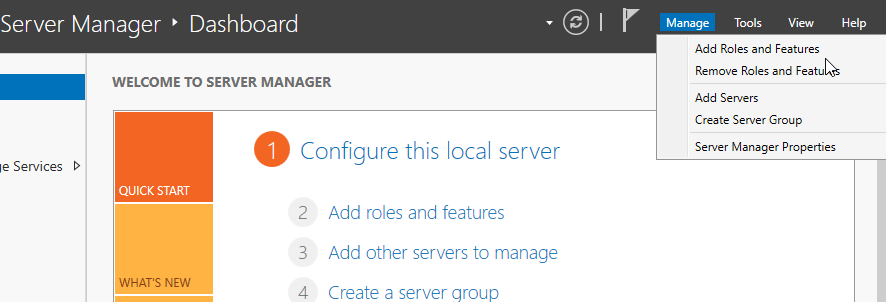 Server Manager ‣ Dashboard
Manage Tools View Help
Add Roles and Features
Remove Roles and Features
Add Servers
Create Server Group
Server Manager Properties
WELCOME TO SERVER MANAGER
ge Services
QUICK START
WHAT'S NEW
1 Configure this local server
2 Add roles and features
3 Add other servers to manage
4 Create a server group